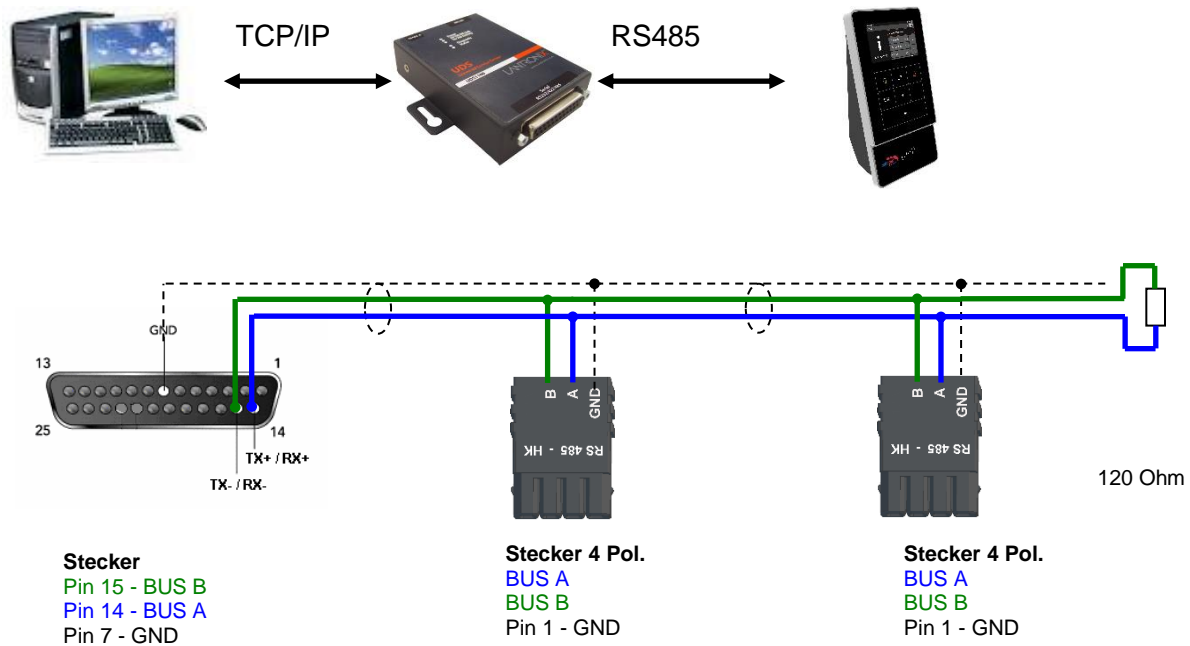 TCP/IP
RS485
UDS
LANTRONIX
GND
13
1
25
14
TX+ / RX+
TX- / RX-
B A GND
RS 485 - HK
B A GND
RS 485 - HK
120 Ohm
Stecker
Pin 15 - BUS B
Pin 14 - BUS A
Pin 7 - GND
Stecker 4 Pol.
BUS A
BUS B
Pin 1 - GND
Stecker 4 Pol.
BUS A
BUS B
Pin 1 - GND